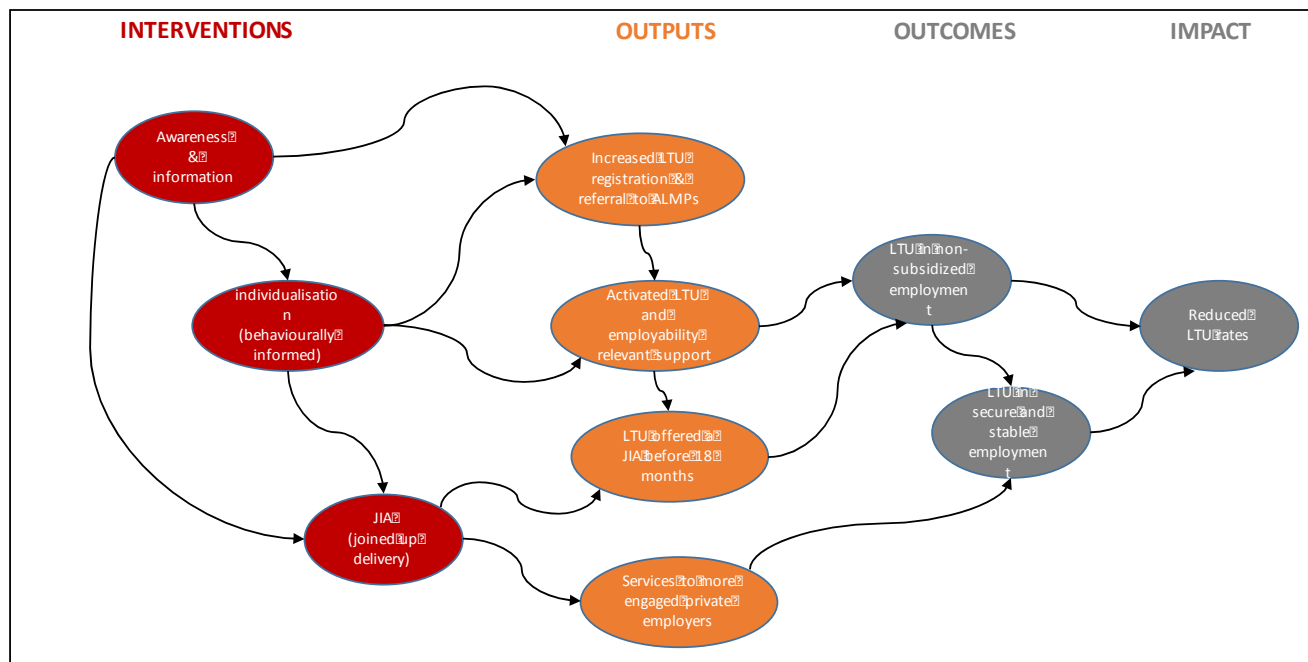 INTERVENTIONS
OUTPUTS
OUTCOMES
IMPACT
Awareness
&
information
Increased LTU
registration &
referral to ALMPs
individualisatio
n
(behaviourally
informed)
Activated LTU
and
employability
relevant support
LTU in non-
subsidized
employmen
t
Reduced
LTU rates
LTU offered a
JIA before 18
months
LTU in
secure and
stable
employmen
t
JIA
(joined up
delivery)
Services to more
engaged private
employers